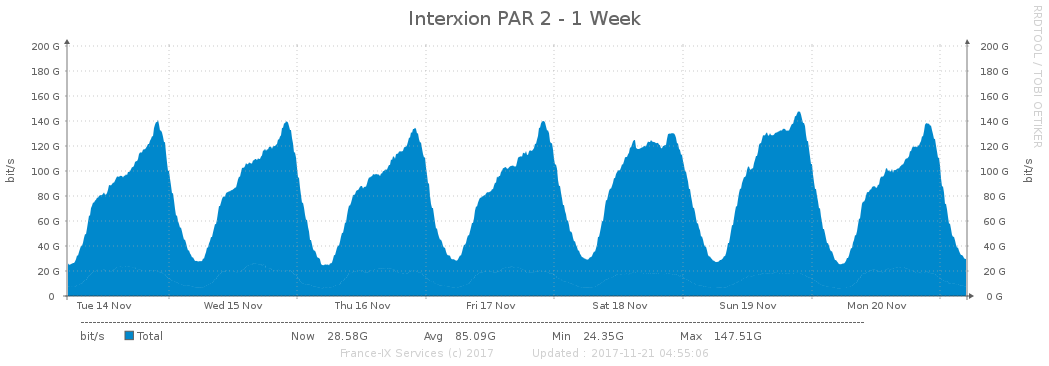 Interxion PAR 2 - 1 Week
RRDTOOL / TOBI OETIKER
200 G 200 G
180 G 180 G
160 G 160 G
140 G 140 G
120 G 120 G
100 G 100 G
80 G 80 G
60 G 60 G
40 G 40 G
20 G 20 G
0 0 G
bit/s bit/s
Tue 14 Nov Wed 15 Nov Thu 16 Nov Fri 17 Nov Sat 18 Nov Sun 19 Nov Mon 20 Nov
bit/s Total Now 28.58G Avg 85.09G Min 24.35G Max 147.51G
France-IX Services (c) 2017 Updated : 2017-11-21 04:55:06